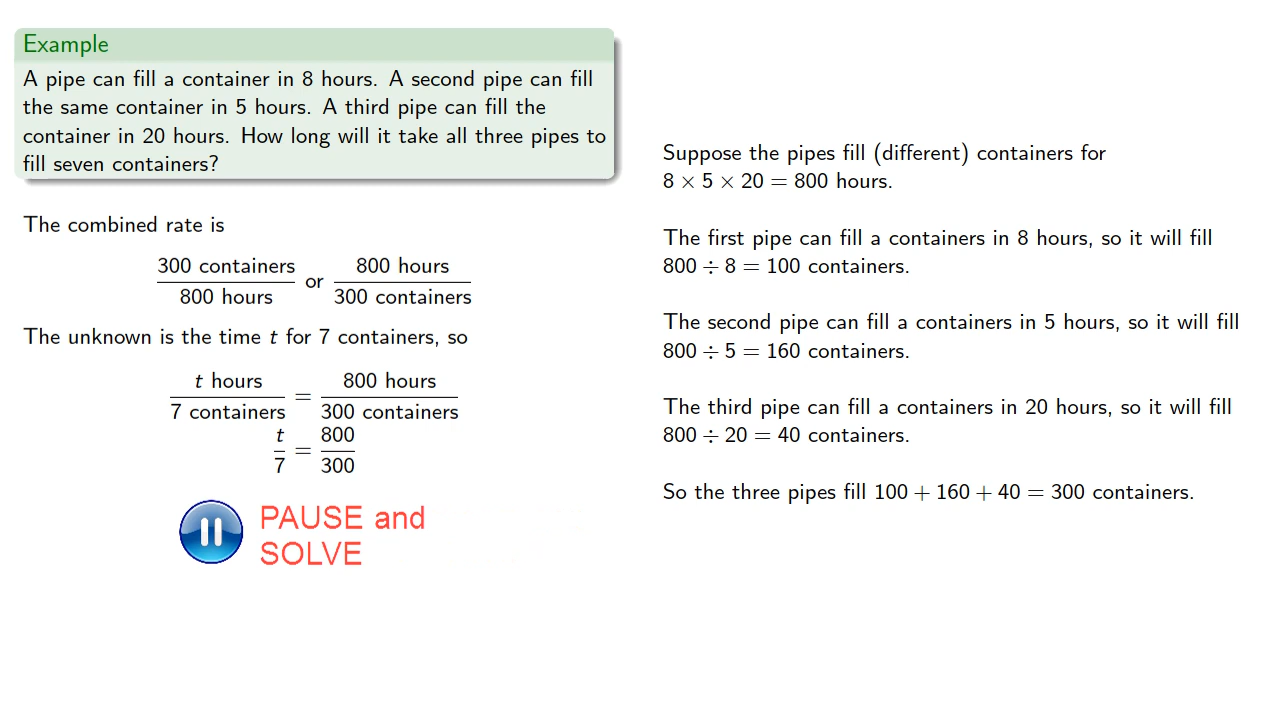 Example
A pipe can fill a container in 8 hours. A second pipe can fill
the same container in 5 hours. A third pipe can fill the
container in 20 hours. How long will it take all three pipes to
fill seven containers?
The combined rate is
300 containers / 800 hours or 800 hours / 300 containers
The unknown is the time t for 7 containers, so
t hours / 7 containers = 800 hours / 300 containers
t / 7 = 800 / 300
PAUSE and
SOLVE
Suppose the pipes fill (different) containers for
8 × 5 × 20 = 800 hours.
The first pipe can fill a containers in 8 hours, so it will fill
800 ÷ 8 = 100 containers.
The second pipe can fill a containers in 5 hours, so it will fill
800 ÷ 5 = 160 containers.
The third pipe can fill a containers in 20 hours, so it will fill
800 ÷ 20 = 40 containers.
So the three pipes fill 100 + 160 + 40 = 300 containers.